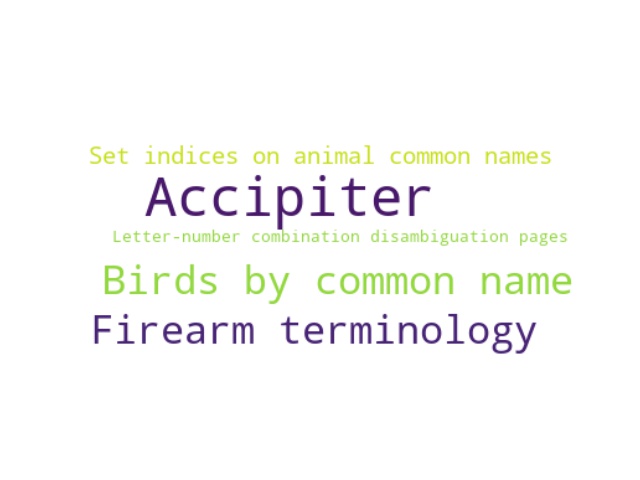 Set indices on animal common names
Accipiter
Letter-number combination disambiguation pages
Birds by common name
Firearm terminology